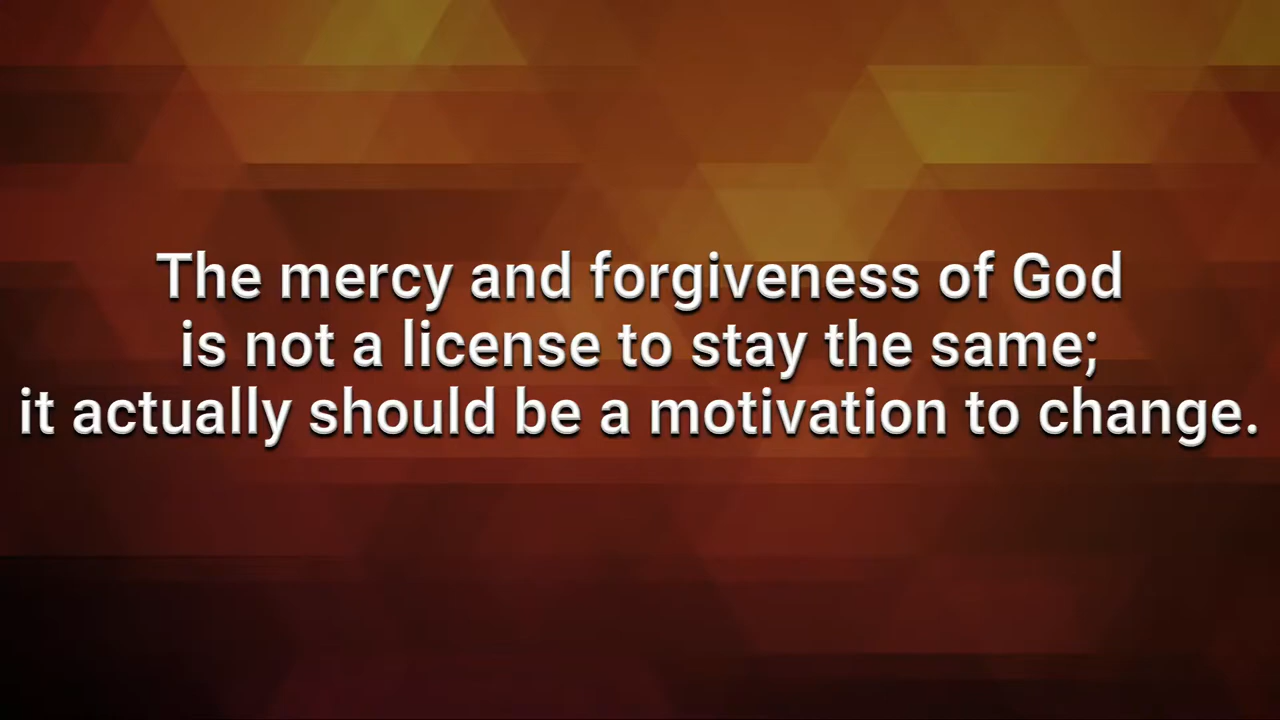 The mercy and forgiveness of God
is not a license to stay the same;
it actually should be a motivation to change.